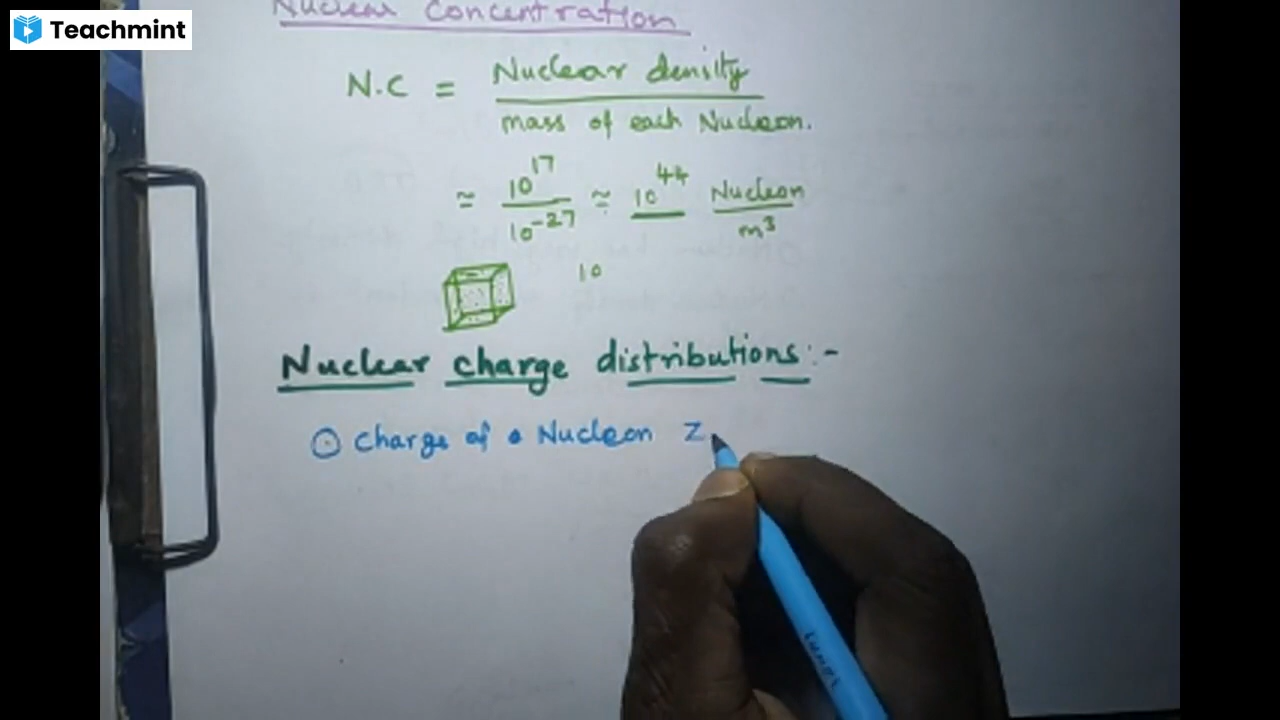 Teachmint
Nuclear Concentration
N.C = Nuclear density
mass of each Nucleon.
≈ 10^17 / 10^-27 ≈ 10^44 Nucleon / m^3
10
Nuclear charge distributions:-
⊙ Charge of a Nucleon Z